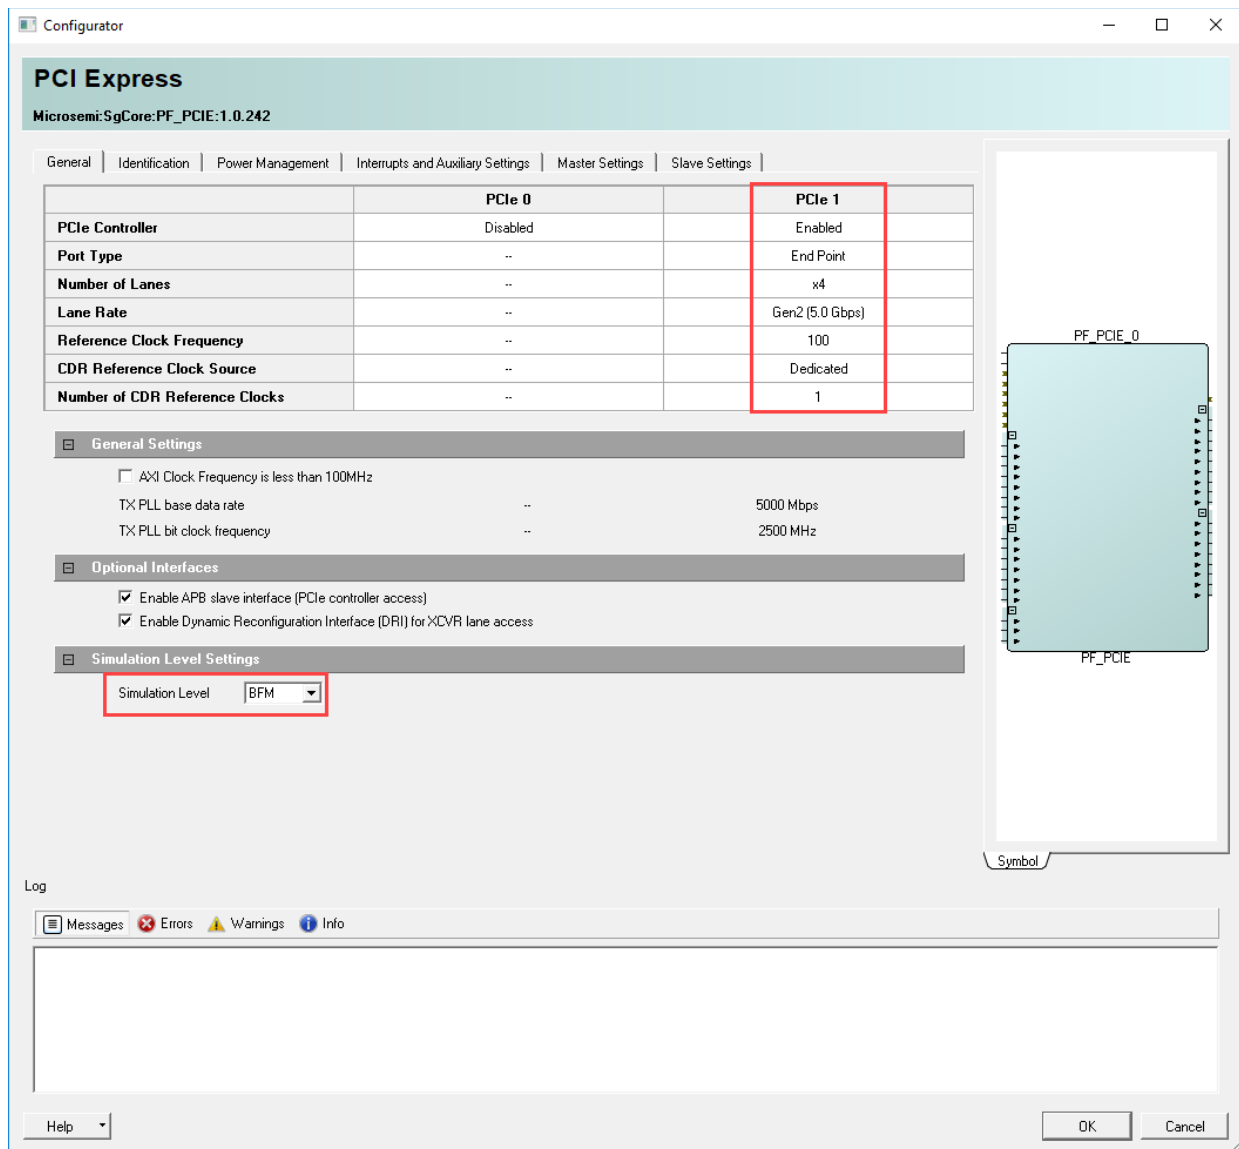 Configurator
PCI Express
Microsemi:SgCore:PF_PCIE:1.0.242
General Identification Power Management Interrupts and Auxiliary Settings Master Settings Slave Settings
PCIe 0 PCIe 1
PCIe Controller Disabled Enabled
Port Type -- End Point
Number of Lanes -- x4
Lane Rate -- Gen2 (5.0 Gbps)
Reference Clock Frequency -- 100
CDR Reference Clock Source -- Dedicated
Number of CDR Reference Clocks -- 1
General Settings
AXI Clock Frequency is less than 100MHz
TX PLL base data rate -- 5000 Mbps
TX PLL bit clock frequency -- 2500 MHz
Optional Interfaces
Enable APB slave interface (PCIe controller access)
Enable Dynamic Reconfiguration Interface (DRI) for XCVR lane access
Simulation Level Settings
Simulation Level BFM
PF_PCIE_0
PF_PCIE
Symbol
Log
Messages Errors Warnings Info
Help OK Cancel